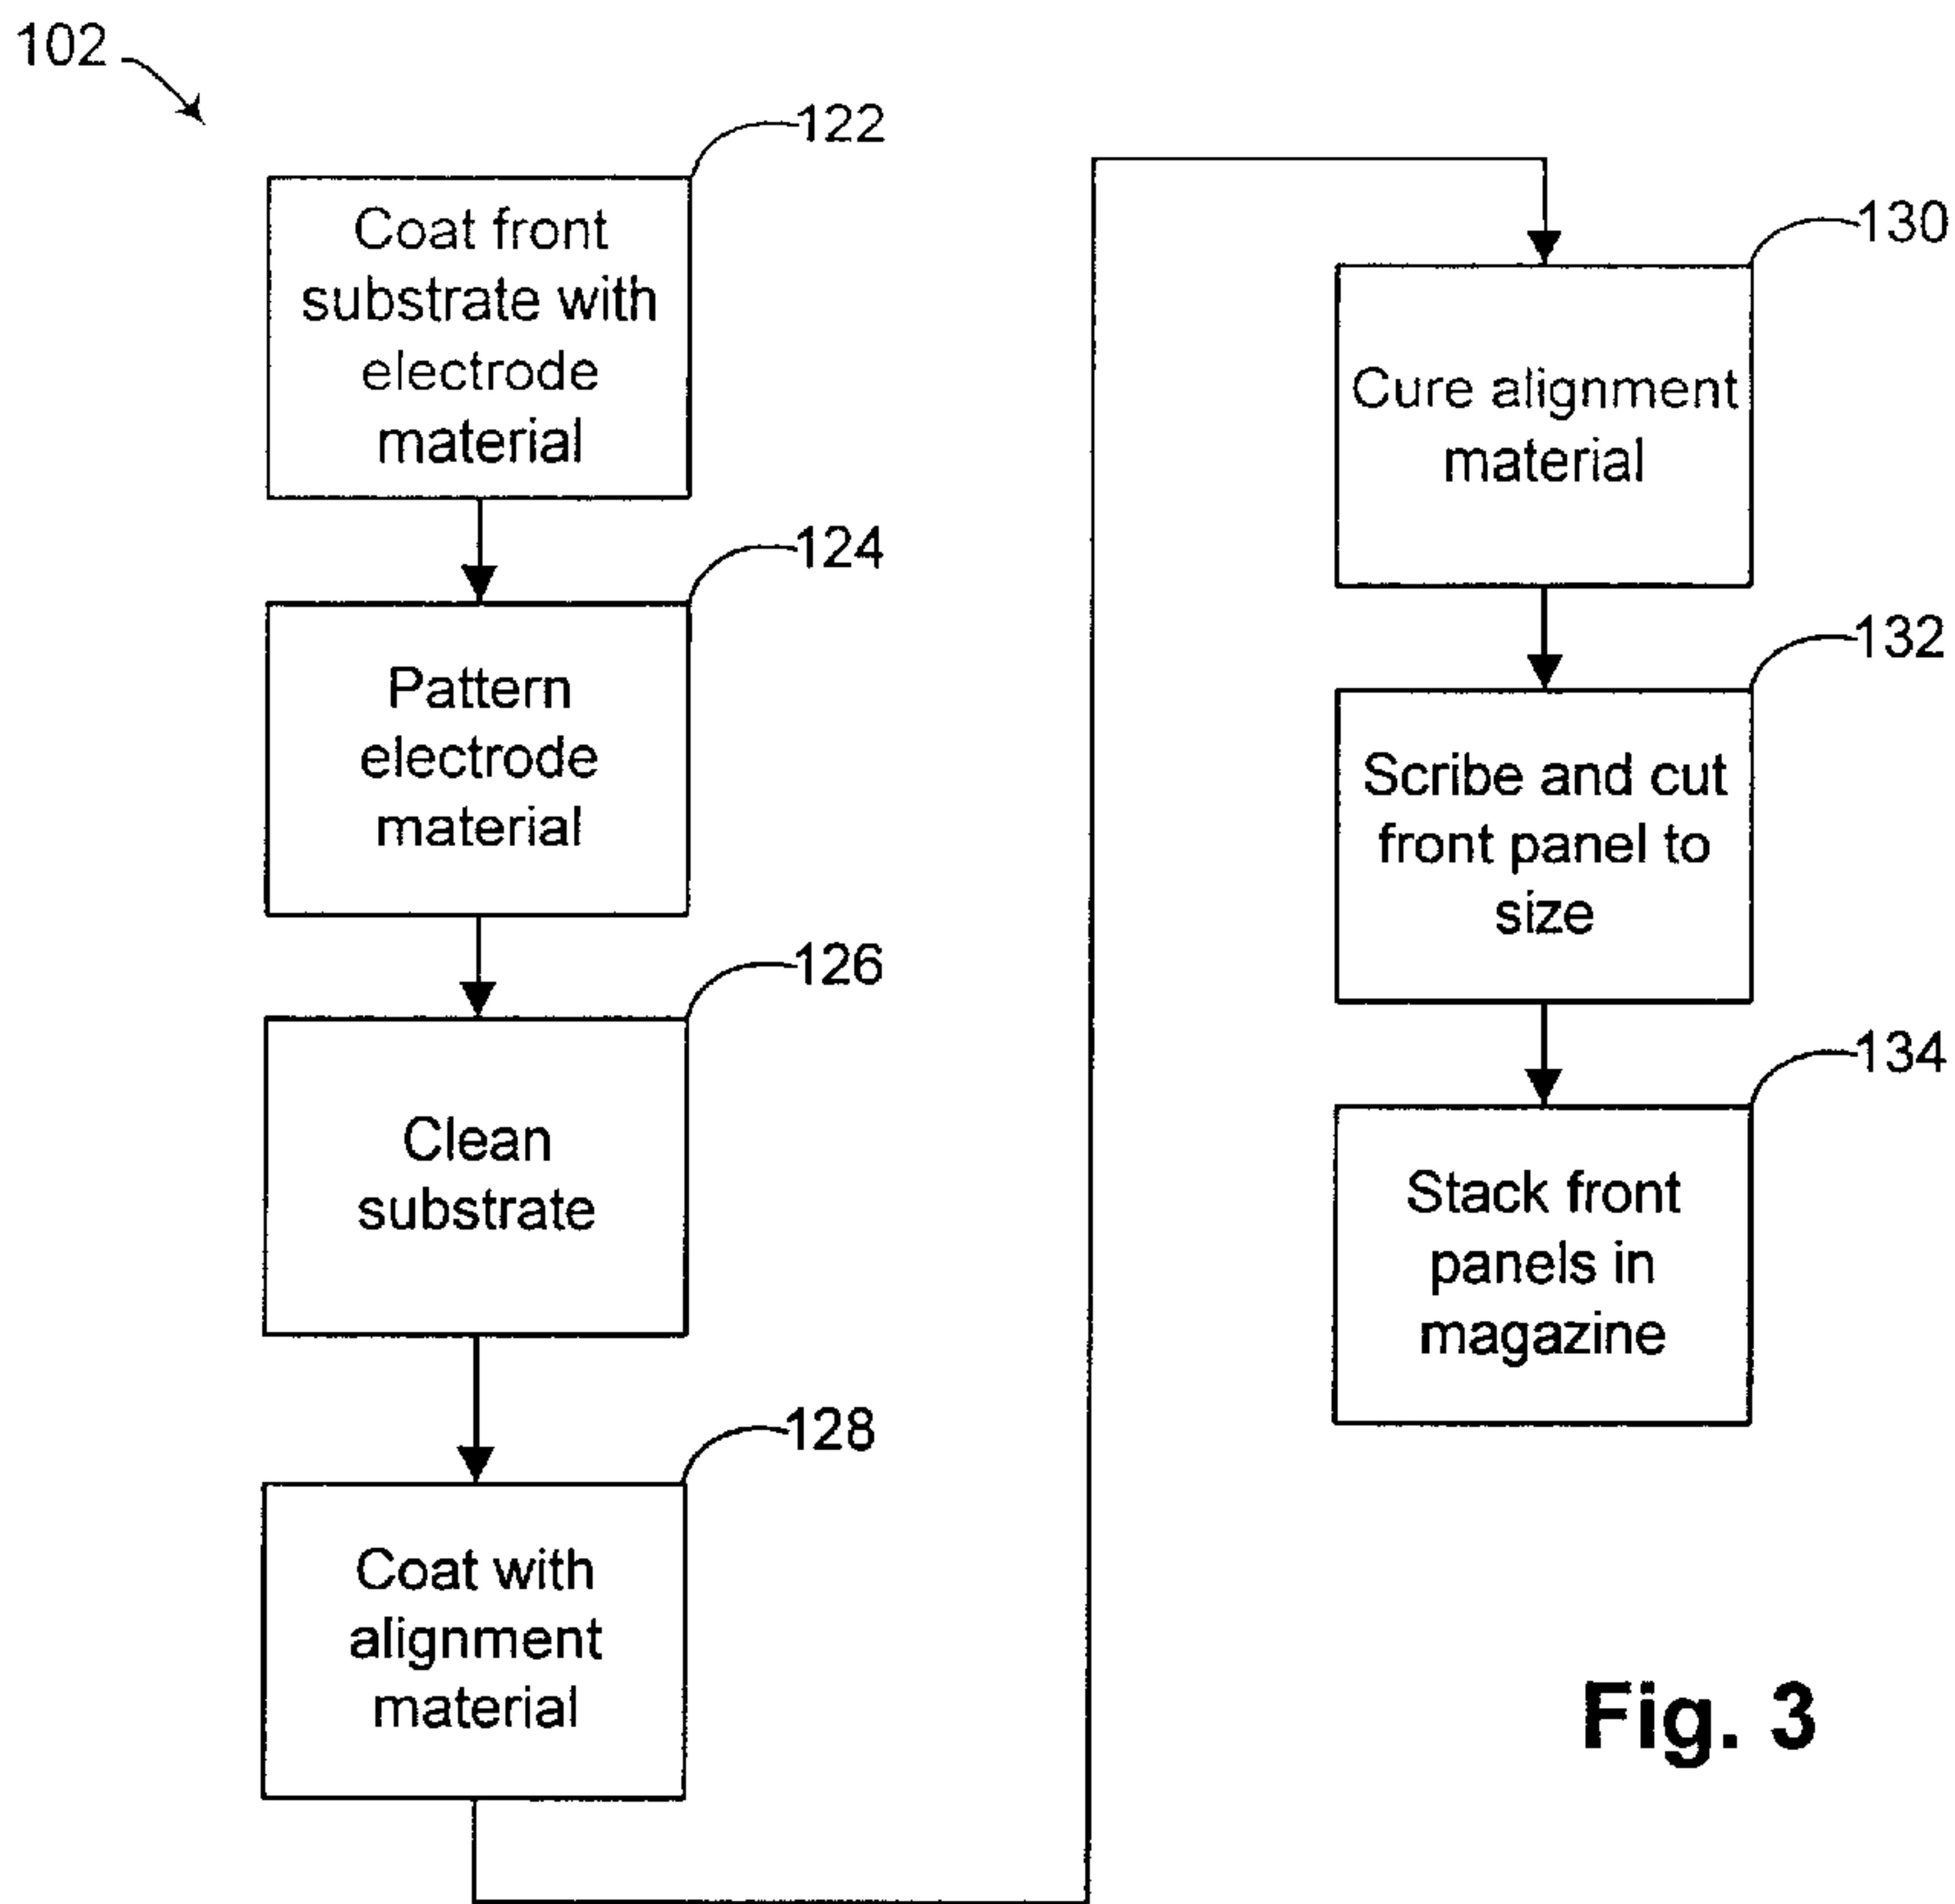 102
122
Coat front
substrate with
electrode
material
124
Pattern
electrode
material
126
Clean
substrate
128
Coat with
alignment
material
130
Cure alignment
material
132
Scribe and cut
front panel to
size
134
Stack front
panels in
magazine
Fig. 3